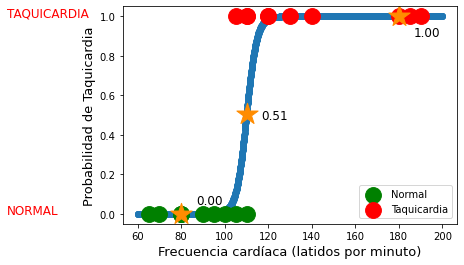 TAQUICARDIA
1.0
1.00
0.8
0.6
0.51
0.4
0.2
Normal
Taquicardia
NORMAL
0.0
0.00
60
80
100
120
140
160
180
200
Probabilidad de Taquicardia
Frecuencia cardíaca (latidos por minuto)